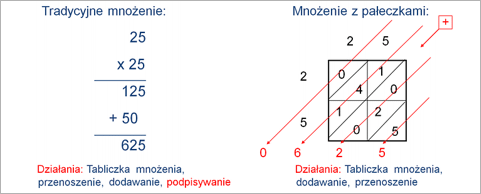 Tradycyjne mnożenie:
25
x 25
125
+ 50
625
Działania: Tabliczka mnożenia,
przenoszenie, dodawanie, podpisywanie
Mnożenie z pałeczkami:
+
2 5
2 0 1
4 0
5 1 2
0 5
0 6 2 5
Działania: Tabliczka mnożenia,
dodawanie, przenoszenie